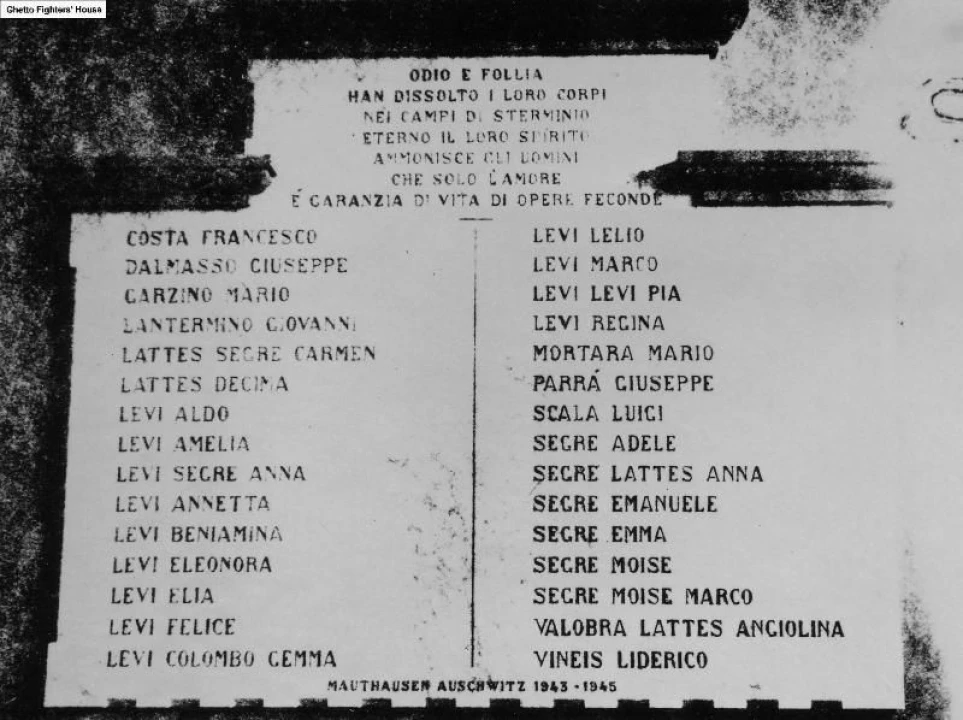 Ghetto Fighters' House
ODIO E FOLLIA
HAN DISSOLTO I LORO CORPI
NEI CAMPI DI STERMINIO
ETERNO IL LORO SPIRITO
AMMONISCE GLI UOMINI
CHE SOLO L'AMORE
É GARANZIA DI VITA DI OPERE FECONDE
COSTA FRANCESCO
DALMASSO GIUSEPPE
GARZINO MARIO
LANTERMINO GIOVANNI
LATTES SEGRE CARMEN
LATTES DECIMA
LEVI ALDO
LEVI AMELIA
LEVI SEGRE ANNA
LEVI ANNETTA
LEVI BENIAMINA
LEVI ELEONORA
LEVI ELIA
LEVI FELICE
LEVI COLOMBO GEMMA
LEVI LELIO
LEVI MARCO
LEVI LEVI PIA
LEVI REGINA
MORTARA MARIO
PARRÁ GIUSEPPE
SCALA LUIGI
SEGRE ADELE
SEGRE LATTES ANNA
SEGRE EMANUELE
SEGRE EMMA
SEGRE MOISE
SEGRE MOISE MARCO
VALOBRA LATTES ANGIOLINA
VINEIS LIDERICO
MAUTHAUSEN AUSCHWITZ 1943 - 1945